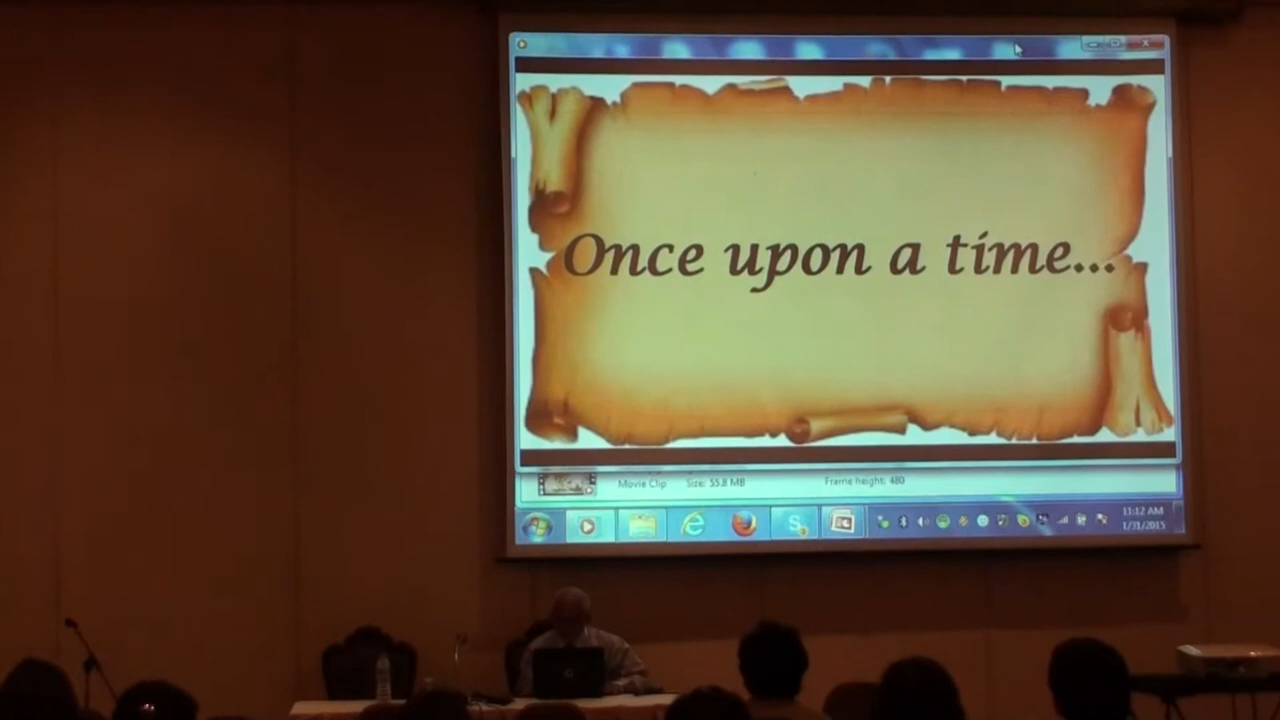 Once upon a time...
Movie Clip Size: 55.8 MB Frame height: 480
11:12 AM
1/31/2015